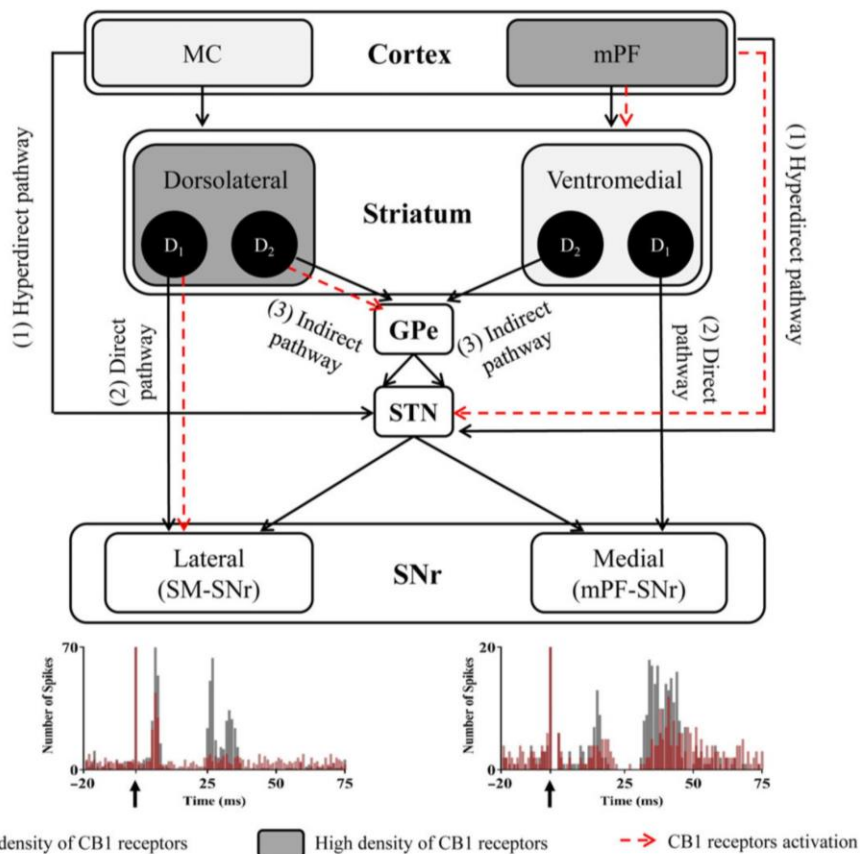 MC
Cortex
mPF
(1) Hyperdirect pathway
(1) Hyperdirect pathway
Dorsolateral
Striatum
Ventromedial
D1
D2
D2
D1
(2) Direct
pathway
(3) Indirect
pathway
GPe
(3) Indirect
pathway
(2) Direct
pathway
STN
Lateral
(SM-SNr)
SNr
Medial
(mPF-SNr)
Number of Spikes
70
0
-20
25
50
75
Time (ms)
Number of Spikes
20
0
-20
25
50
75
Time (ms)
density of CB1 receptors
High density of CB1 receptors
CB1 receptors activation